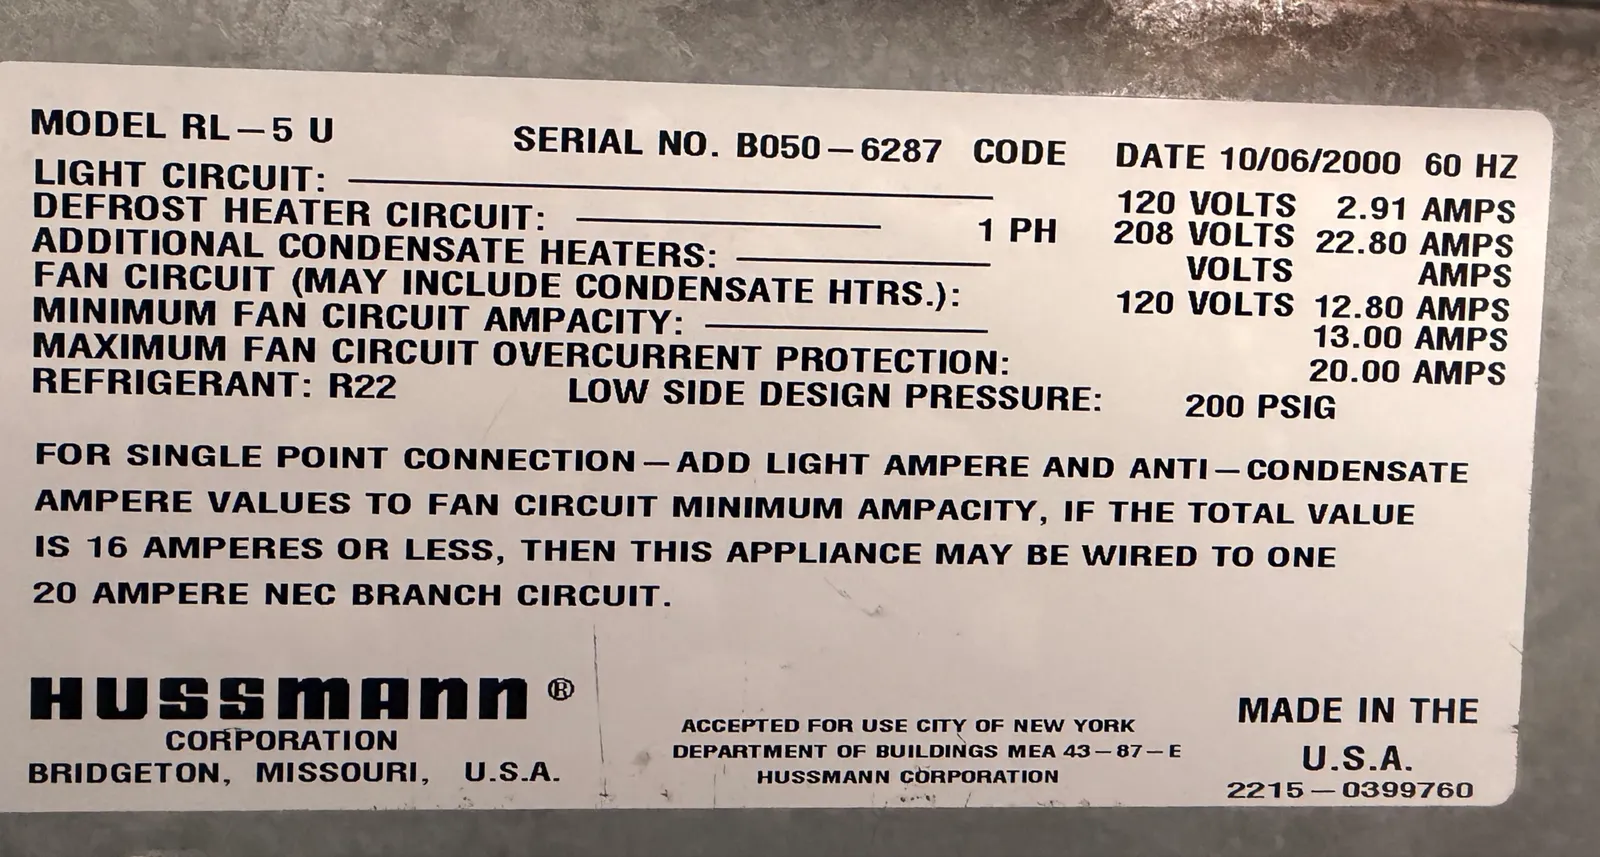 MODEL RL-5 U SERIAL NO. B050-6287 CODE DATE 10/06/2000 60 HZ
LIGHT CIRCUIT: 120 VOLTS 2.91 AMPS
DEFROST HEATER CIRCUIT: 1 PH 208 VOLTS 22.80 AMPS
ADDITIONAL CONDENSATE HEATERS: VOLTS AMPS
FAN CIRCUIT (MAY INCLUDE CONDENSATE HTRS.): 120 VOLTS 12.80 AMPS
MINIMUM FAN CIRCUIT AMPACITY: 13.00 AMPS
MAXIMUM FAN CIRCUIT OVERCURRENT PROTECTION: 20.00 AMPS
REFRIGERANT: R22 LOW SIDE DESIGN PRESSURE: 200 PSIG
FOR SINGLE POINT CONNECTION-ADD LIGHT AMPERE AND ANTI-CONDENSATE
AMPERE VALUES TO FAN CIRCUIT MINIMUM AMPACITY, IF THE TOTAL VALUE
IS 16 AMPERES OR LESS, THEN THIS APPLIANCE MAY BE WIRED TO ONE
20 AMPERE NEC BRANCH CIRCUIT.
HUSSMANN ®
CORPORATION
BRIDGETON, MISSOURI, U.S.A.
ACCEPTED FOR USE CITY OF NEW YORK
DEPARTMENT OF BUILDINGS MEA 43-87-E
HUSSMANN CORPORATION
MADE IN THE
U.S.A.
2215-0399760